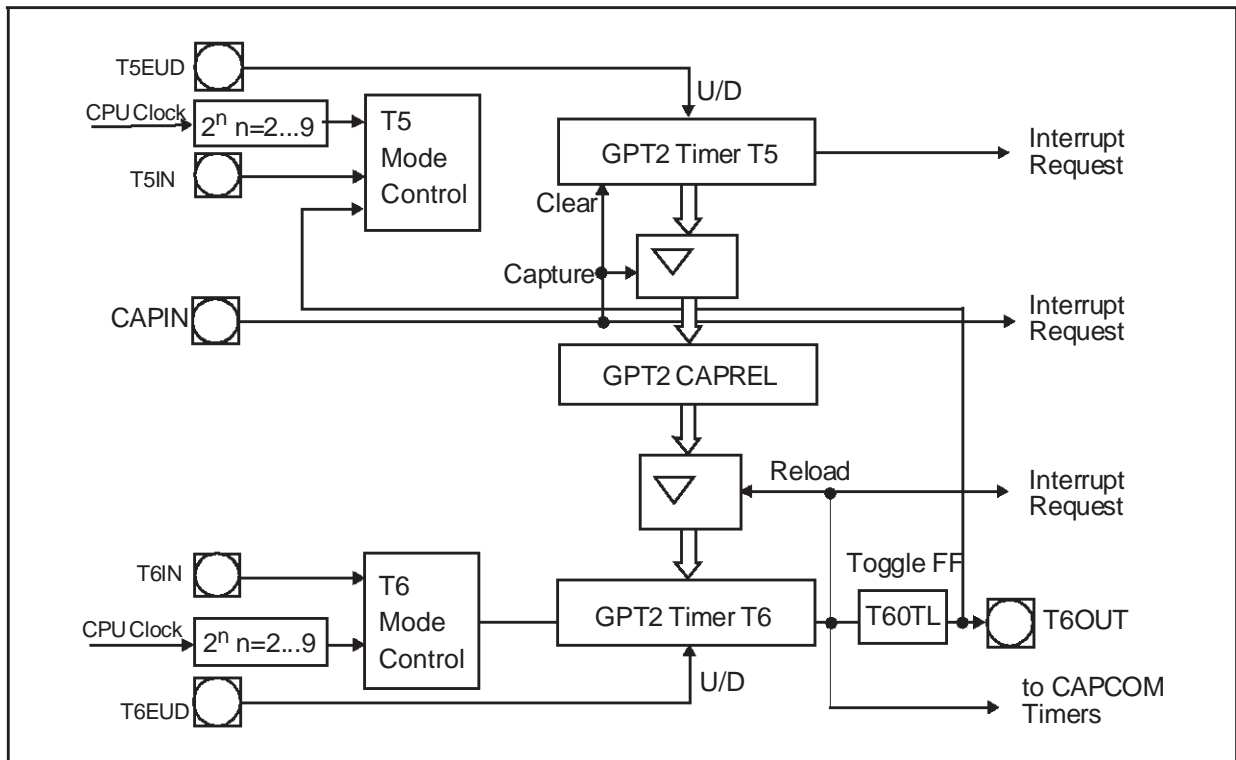 T5EUD
U/D
CPU Clock
2ⁿ n=2...9
T5
Mode
Control
GPT2 Timer T5
Interrupt
Request
T5IN
Clear
Capture
CAPIN
Interrupt
Request
GPT2 CAPREL
Reload
Interrupt
Request
T6IN
T6
Mode
Control
Toggle FF
GPT2 Timer T6
T60TL
T6OUT
CPU Clock
2ⁿ n=2...9
U/D
T6EUD
to CAPCOM
Timers